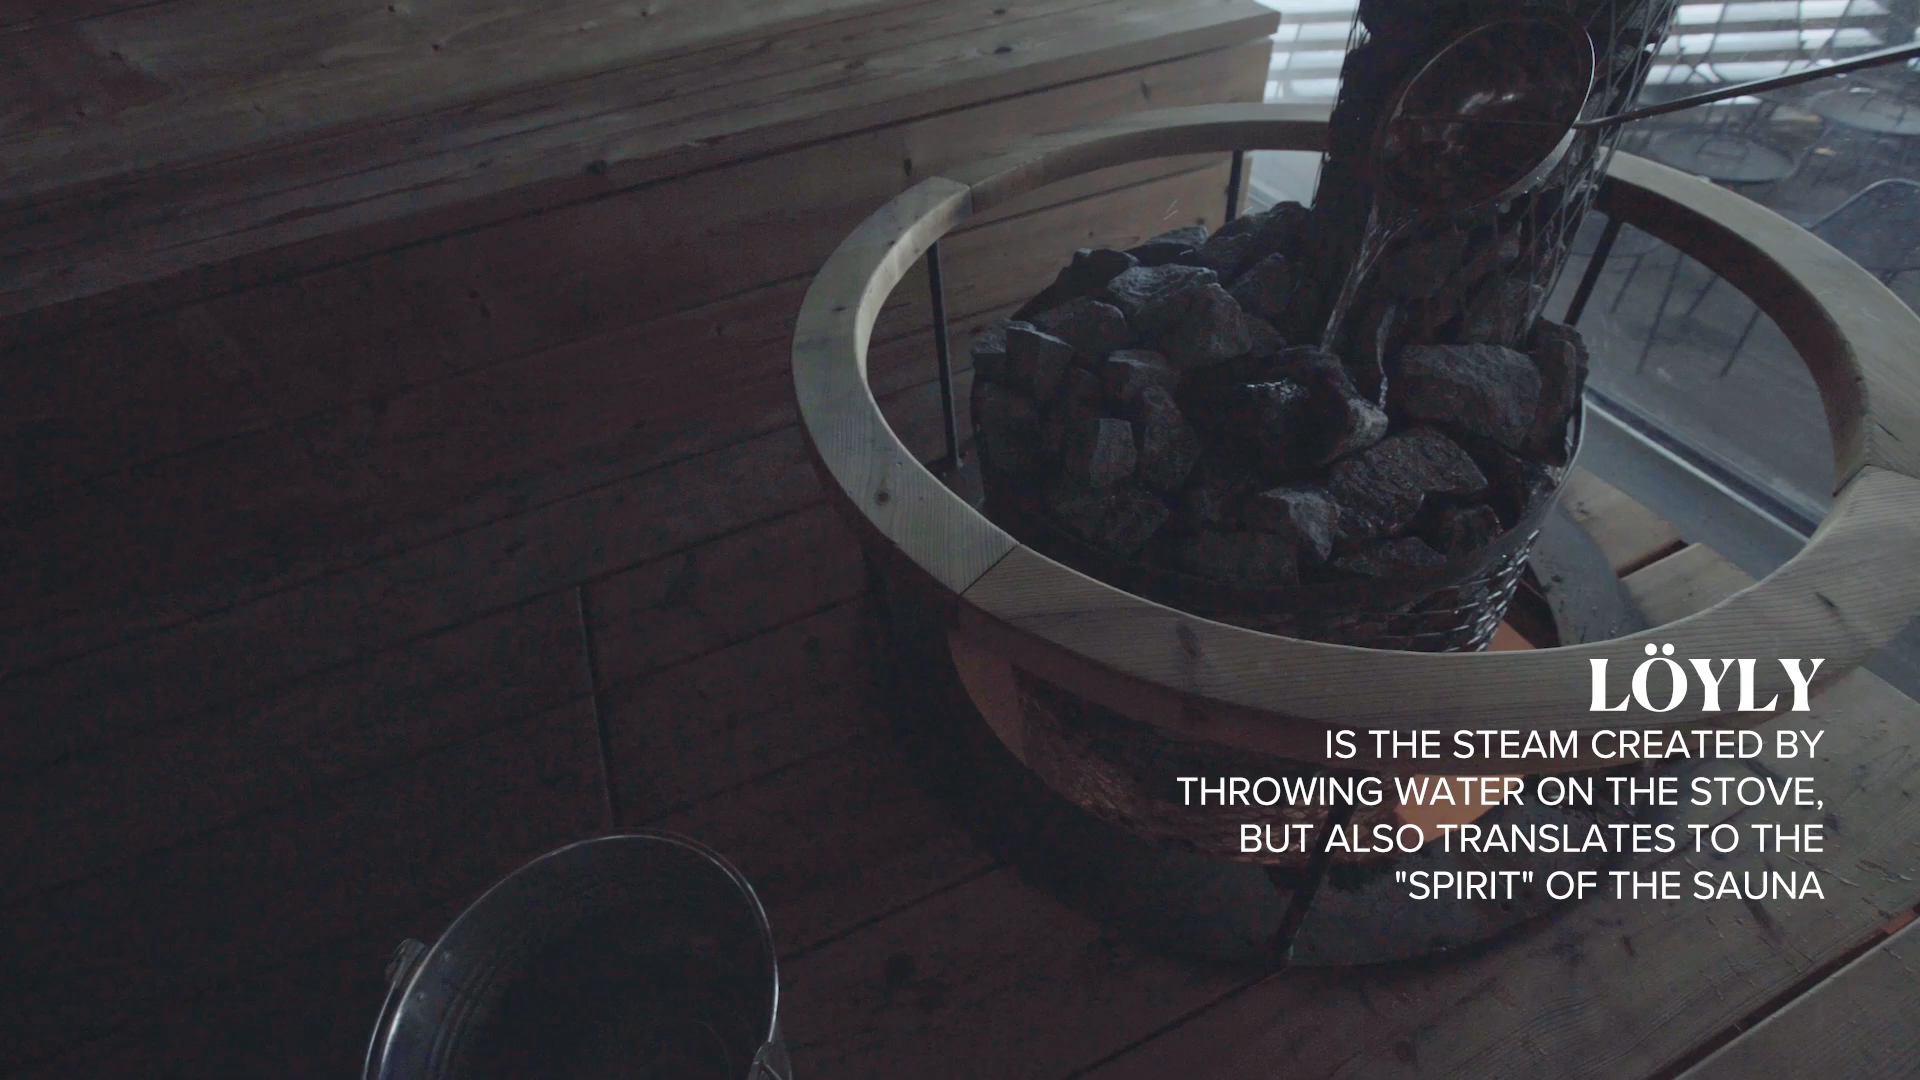 LÖYLY
IS THE STEAM CREATED BY
THROWING WATER ON THE STOVE,
BUT ALSO TRANSLATES TO THE
"SPIRIT" OF THE SAUNA